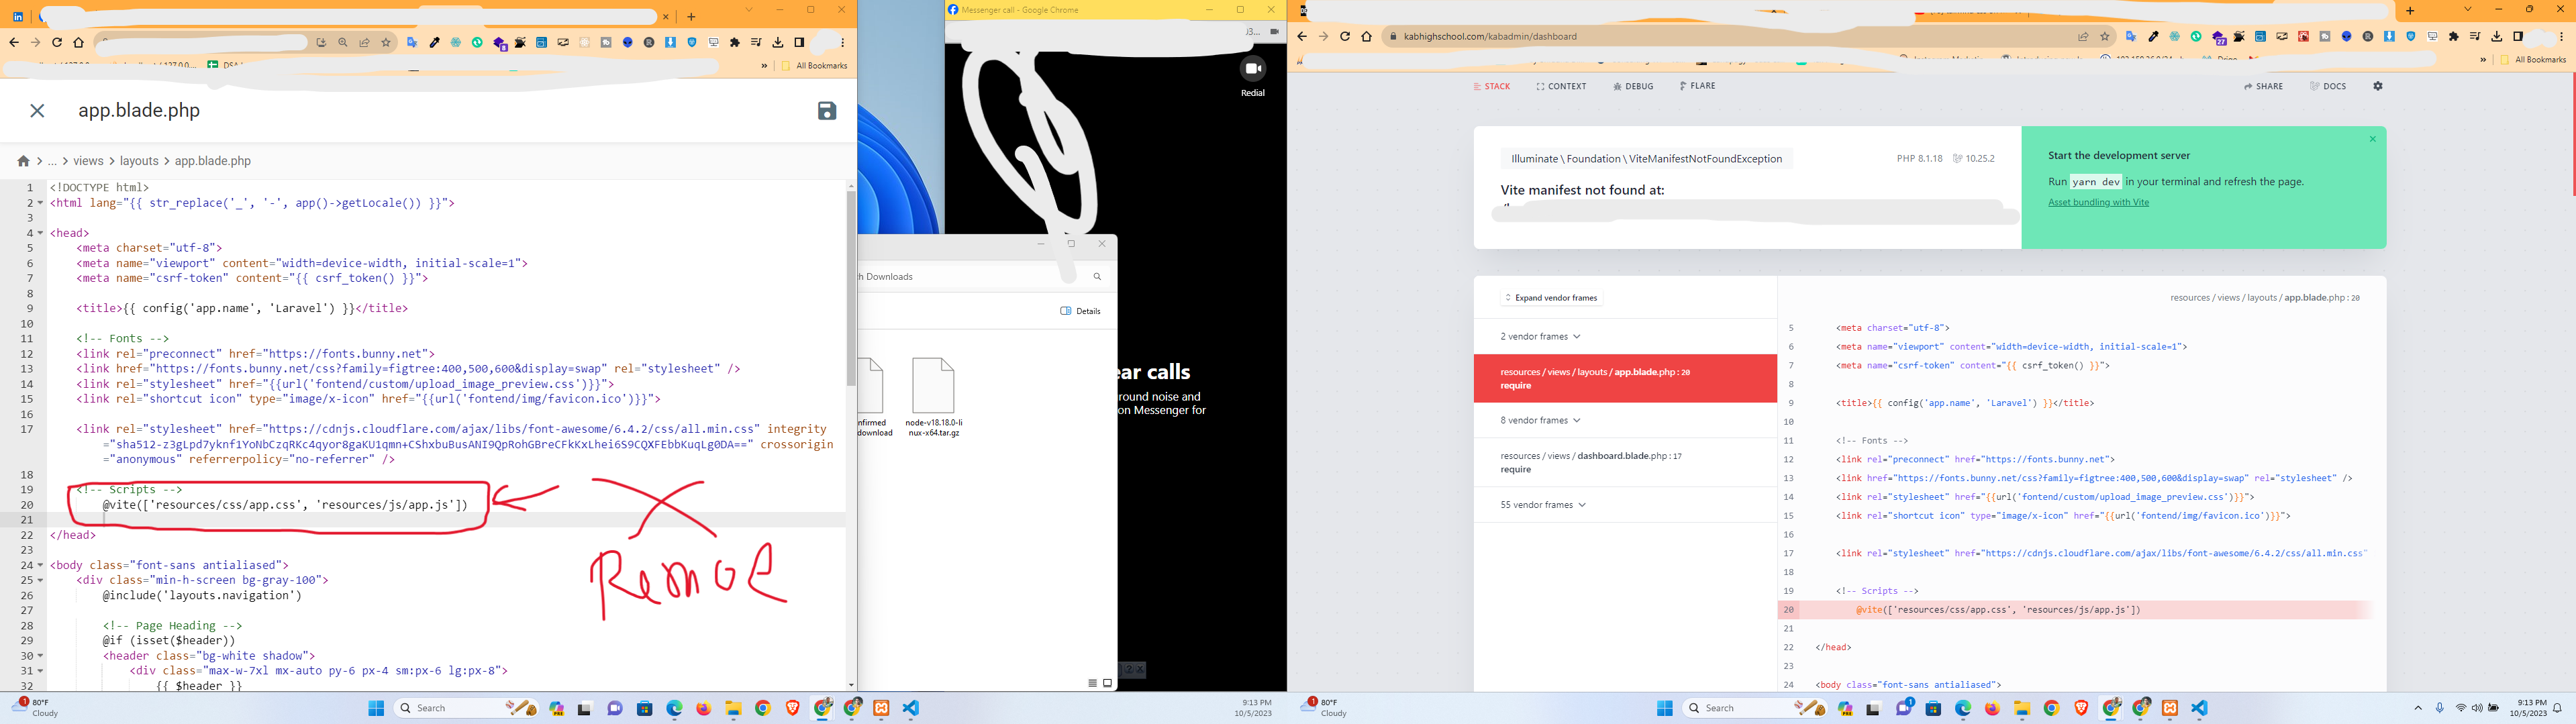 Messenger call - Google Chrome
kabhighschool.com/kabadmin/dashboard
All Bookmarks
All Bookmarks
app.blade.php
... > views > layouts > app.blade.php
1 <!DOCTYPE html>
2 <html lang="{{ str_replace('_', '-', app()->getLocale()) }}">
3
4 <head>
5 <meta charset="utf-8">
6 <meta name="viewport" content="width=device-width, initial-scale=1">
7 <meta name="csrf-token" content="{{ csrf_token() }}">
8
9 <title>{{ config('app.name', 'Laravel') }}</title>
10
11 <!-- Fonts -->
12 <link rel="preconnect" href="https://fonts.bunny.net">
13 <link href="https://fonts.bunny.net/css?family=figtree:400,500,600&display=swap" rel="stylesheet" />
14 <link rel="stylesheet" href="{{url('fontend/custom/upload_image_preview.css')}}">
15 <link rel="shortcut icon" type="image/x-icon" href="{{url('fontend/img/favicon.ico')}}">
16
17 <link rel="stylesheet" href="https://cdnjs.cloudflare.com/ajax/libs/font-awesome/6.4.2/css/all.min.css" integrity
="sha512-z3gLpd7yknf1YoNbCzqRKc4qyor8gaKU1qmn+CShxbuBusANI9QpRohGBreCFkKxLhei6S9CQXFEbbKuqLg0DA==" crossorigin
="anonymous" referrerpolicy="no-referrer" />
18
19 <!-- Scripts -->
20 @vite(['resources/css/app.css', 'resources/js/app.js'])
21
22 </head>
23
24 <body class="font-sans antialiased">
25 <div class="min-h-screen bg-gray-100">
26 @include('layouts.navigation')
27
28 <!-- Page Heading -->
29 @if (isset($header))
30 <header class="bg-white shadow">
31 <div class="max-w-7xl mx-auto py-6 px-4 sm:px-6 lg:px-8">
32 {{ $header }}
Remoe
Redial
h Downloads
Details
nfirmed
download
node-v18.18.0-li
nux-x64.tar.gz
ear calls
round noise and
on Messenger for
STACK
CONTEXT
DEBUG
FLARE
SHARE
DOCS
Illuminate \ Foundation \ ViteManifestNotFoundException
PHP 8.1.18
10.25.2
Vite manifest not found at:
Start the development server
Run yarn dev in your terminal and refresh the page.
Asset bundling with Vite
Expand vendor frames
2 vendor frames
resources / views / layouts / app.blade.php : 20
require
8 vendor frames
resources / views / dashboard.blade.php : 17
require
55 vendor frames
resources / views / layouts / app.blade.php : 20
5 <meta charset="utf-8">
6 <meta name="viewport" content="width=device-width, initial-scale=1">
7 <meta name="csrf-token" content="{{ csrf_token() }}">
8
9 <title>{{ config('app.name', 'Laravel') }}</title>
10
11 <!-- Fonts -->
12 <link rel="preconnect" href="https://fonts.bunny.net">
13 <link href="https://fonts.bunny.net/css?family=figtree:400,500,600&display=swap" rel="stylesheet" />
14 <link rel="stylesheet" href="{{url('fontend/custom/upload_image_preview.css')}}">
15 <link rel="shortcut icon" type="image/x-icon" href="{{url('fontend/img/favicon.ico')}}">
16
17 <link rel="stylesheet" href="https://cdnjs.cloudflare.com/ajax/libs/font-awesome/6.4.2/css/all.min.css"
18
19 <!-- Scripts -->
20 @vite(['resources/css/app.css', 'resources/js/app.js'])
21
22 </head>
23
24 <body class="font-sans antialiased">
80°F
Cloudy
Search
9:13 PM
10/5/2023
80°F
Cloudy
Search
9:13 PM
10/5/2023